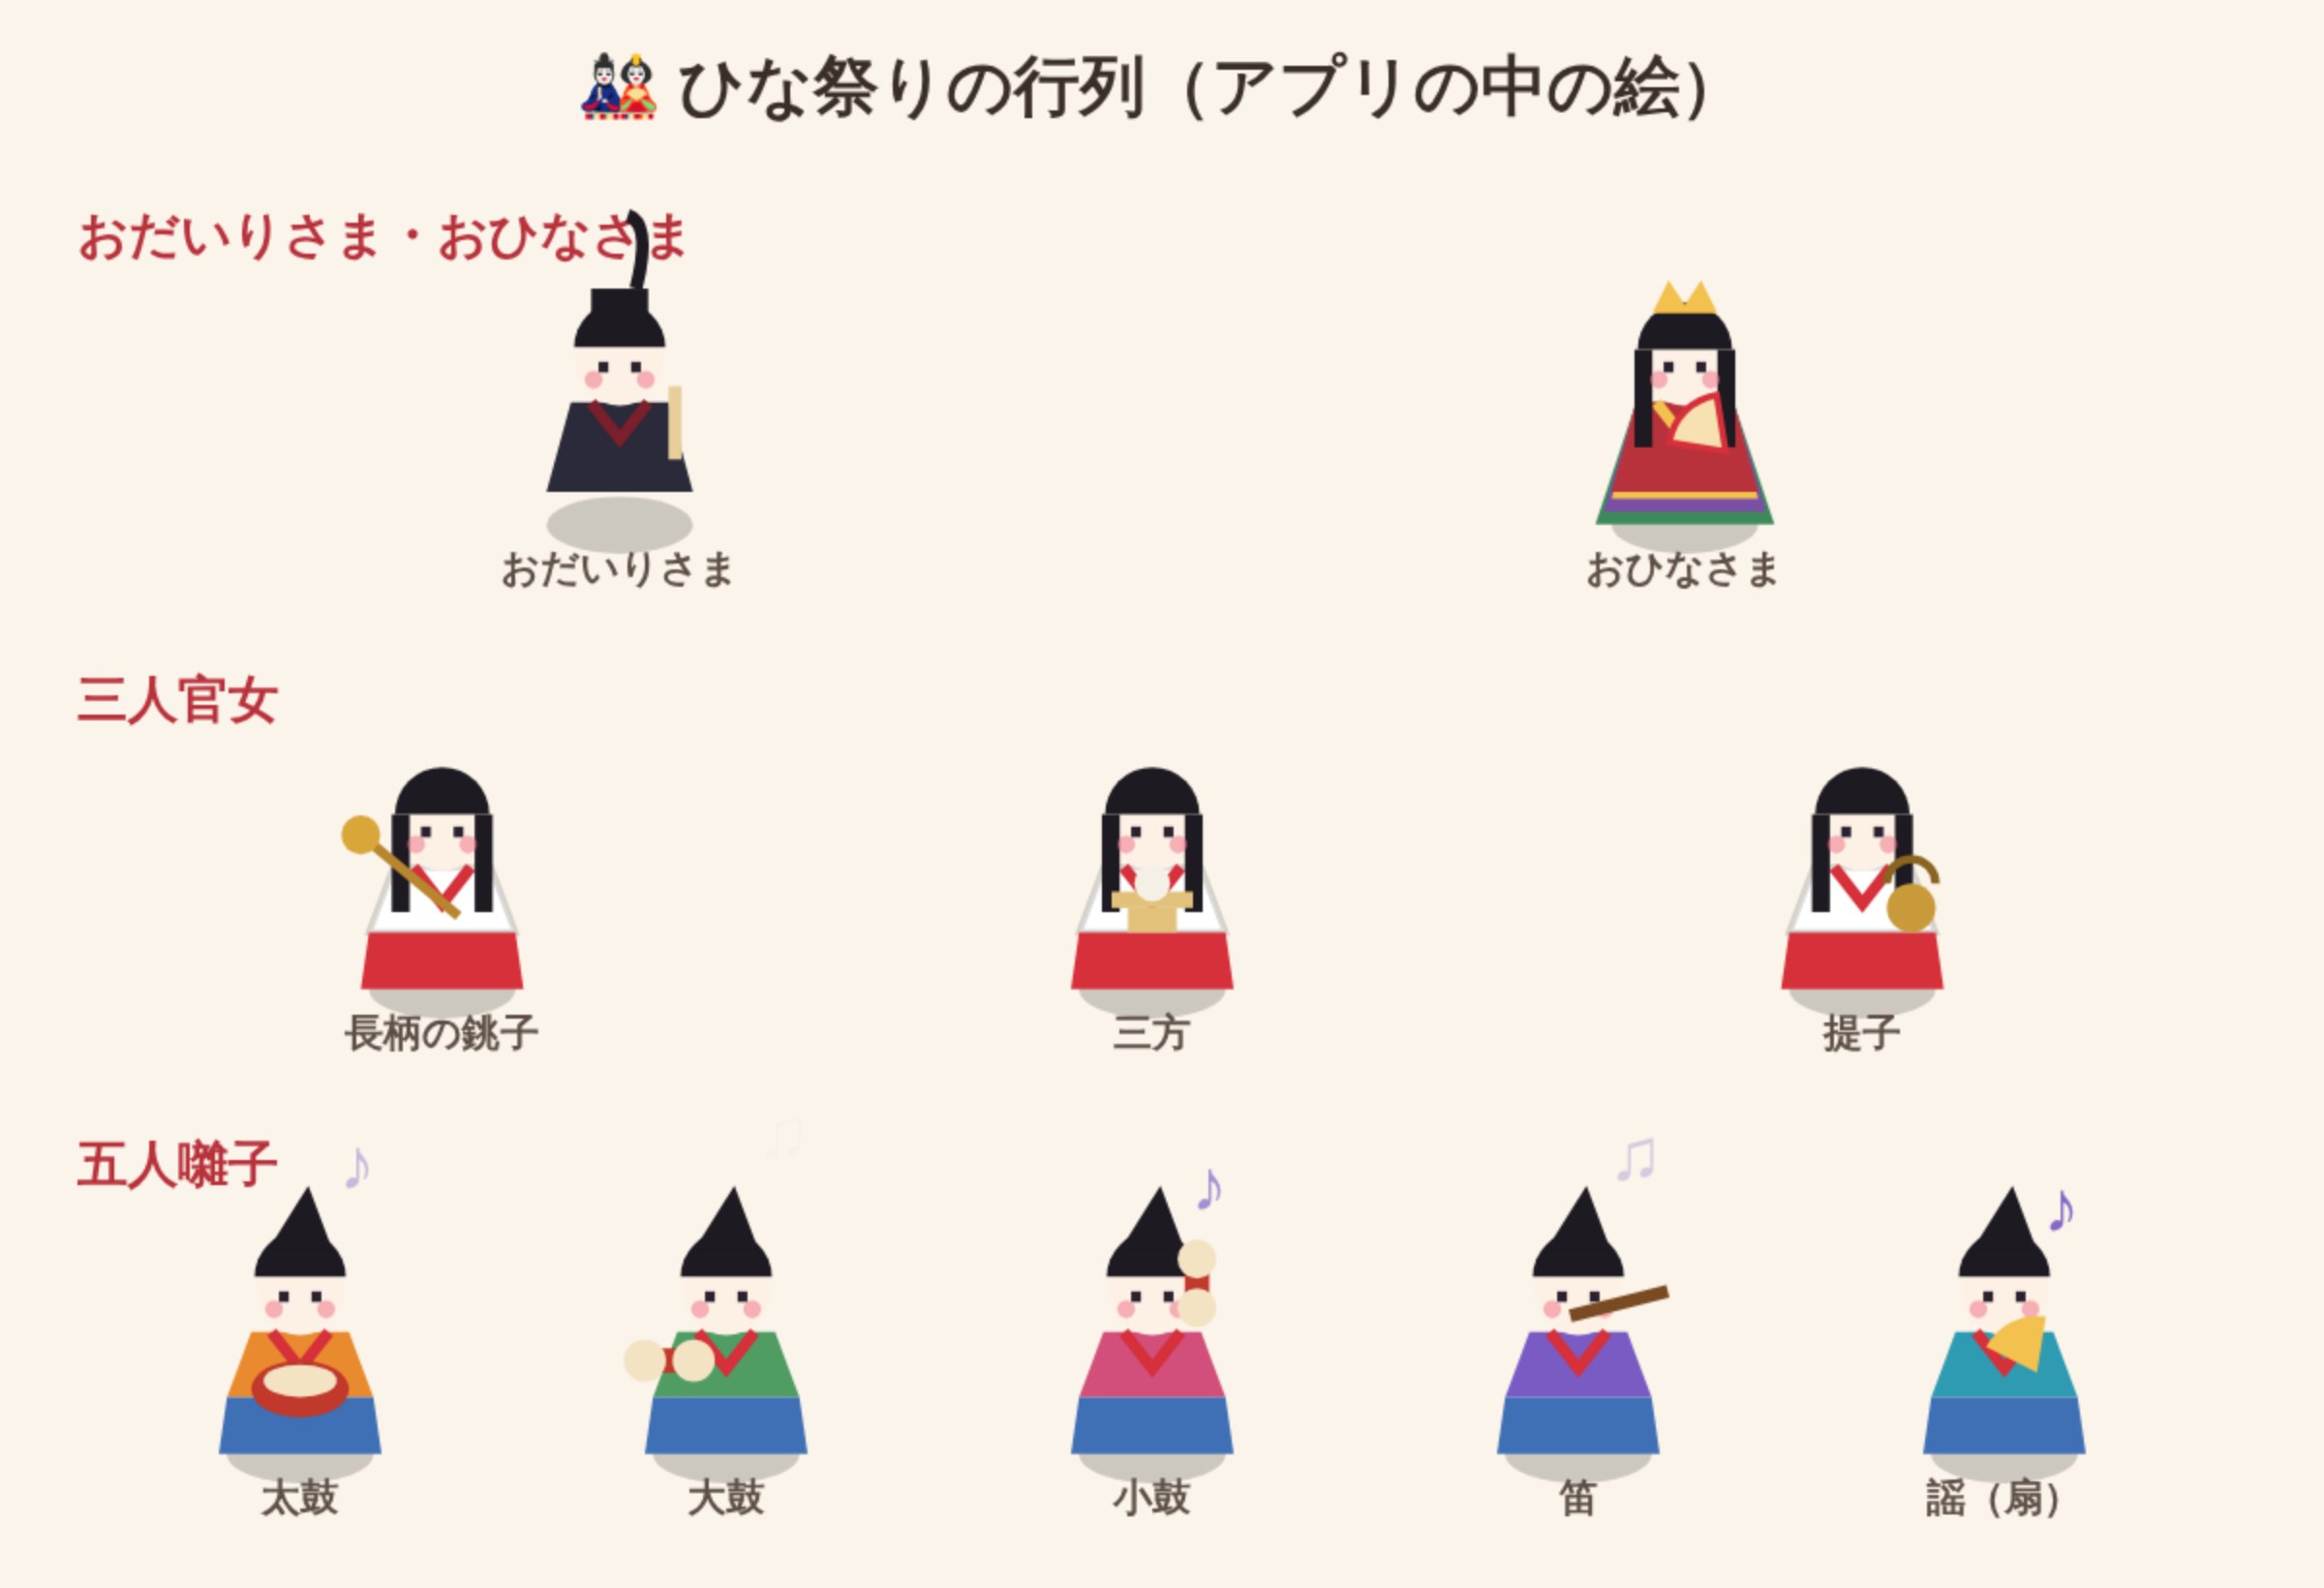 ひな祭りの行列（アプリの中の絵）
おだいりさま・おひなさま
おだいりさま
おひなさま
三人官女
長柄の銚子
三方
提子
五人囃子
太鼓
大鼓
小鼓
笛
謡（扇）